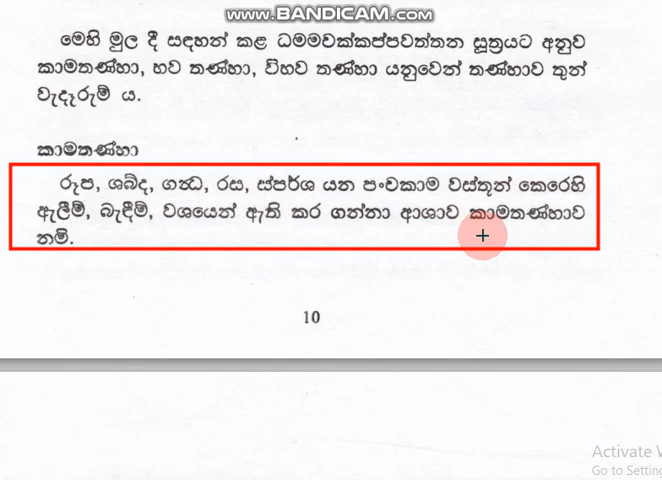 www.BANDICAM.com
මෙහි මුල දී සඳහන් කළ ධම්මචක්කප්පවත්තන සූත්‍රයට අනුව
කාමතණ්හා, භව තණ්හා, විභව තණ්හා යනුවෙන් තණ්හාව තුන්
වැදෑරුම් ය.
කාමතණ්හා
රූප, ශබ්ද, ගන්ධ, රස, ස්පර්ශ යන පංචකාම වස්තූන් කෙරෙහි
ඇලීම්, බැඳීම්, වශයෙන් ඇති කර ගන්නා ආශාව කාමතණ්හාව
නම්.
10
Activate W
Go to Setting